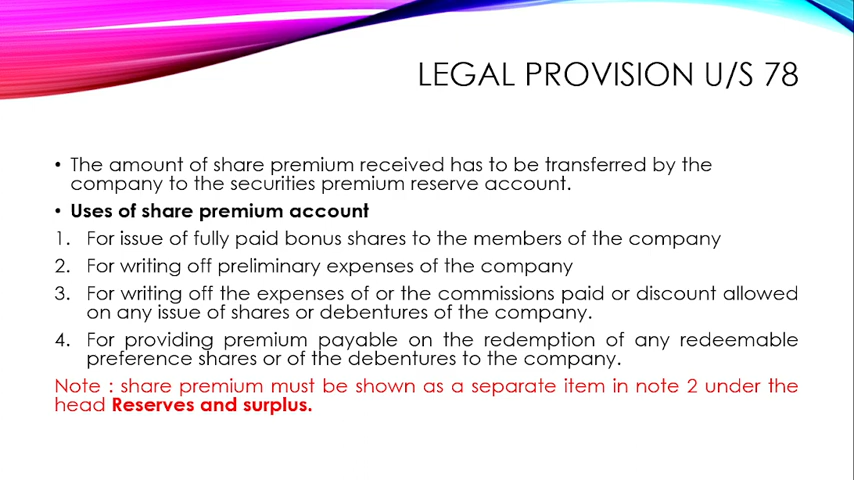 LEGAL PROVISION U/S 78
• The amount of share premium received has to be transferred by the
company to the securities premium reserve account.
• Uses of share premium account
1. For issue of fully paid bonus shares to the members of the company
2. For writing off preliminary expenses of the company
3. For writing off the expenses of or the commissions paid or discount allowed
on any issue of shares or debentures of the company.
4. For providing premium payable on the redemption of any redeemable
preference shares or of the debentures to the company.
Note : share premium must be shown as a separate item in note 2 under the
head Reserves and surplus.